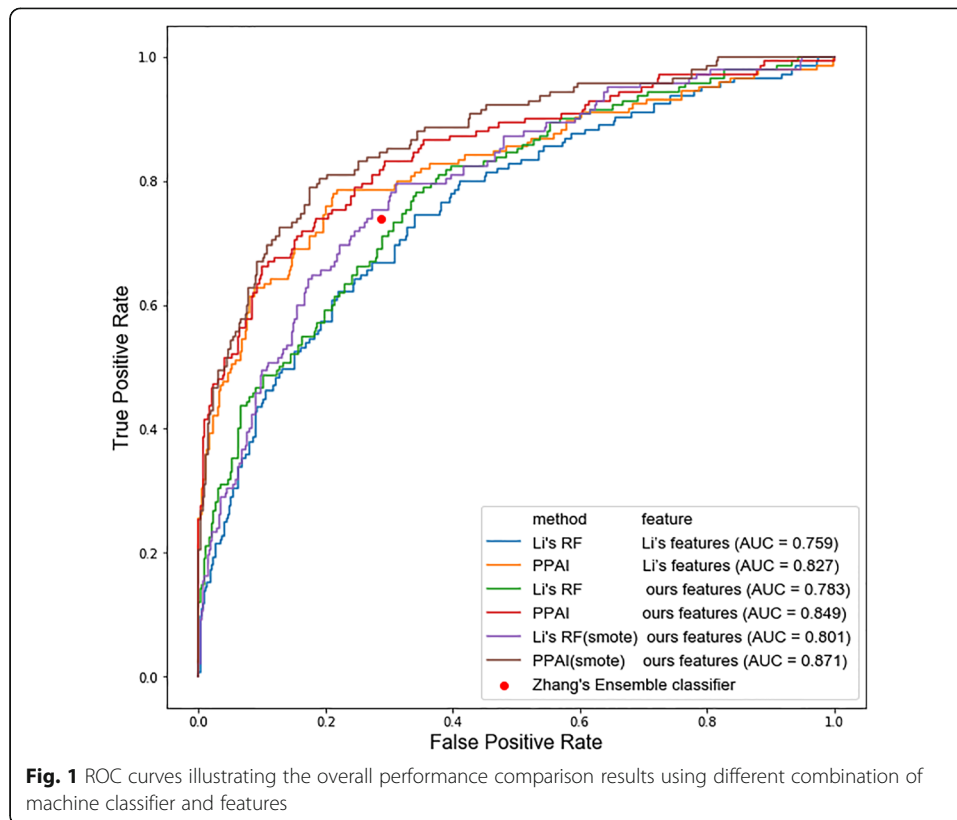 1.0
0.8
0.6
0.4
0.2
0.0
True Positive Rate
method feature
Li's RF Li's features (AUC = 0.759)
PPAI Li's features (AUC = 0.827)
Li's RF ours features (AUC = 0.783)
PPAI ours features (AUC = 0.849)
Li's RF(smote) ours features (AUC = 0.801)
PPAI(smote) ours features (AUC = 0.871)
Zhang's Ensemble classifier
0.0 0.2 0.4 0.6 0.8 1.0
False Positive Rate
Fig. 1 ROC curves illustrating the overall performance comparison results using different combination of
machine classifier and features